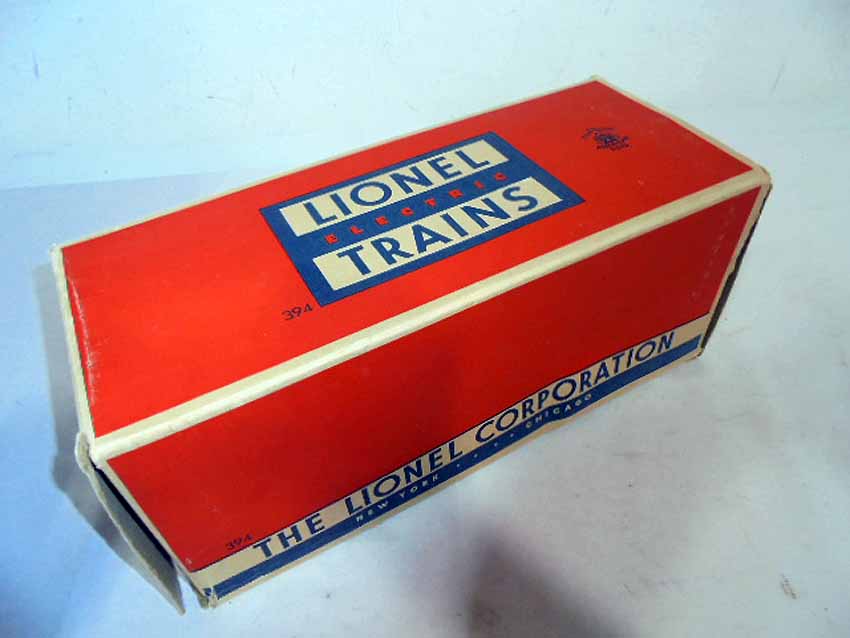 LIONEL
ELECTRIC
TRAINS
394
394
THE LIONEL CORPORATION
NEW YORK . . . . CHICAGO